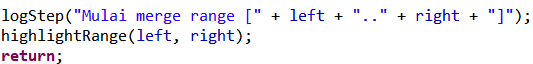 logStep("Mulai merge range [" + left + ".." + right + "]");
highlightRange(left, right);
return;